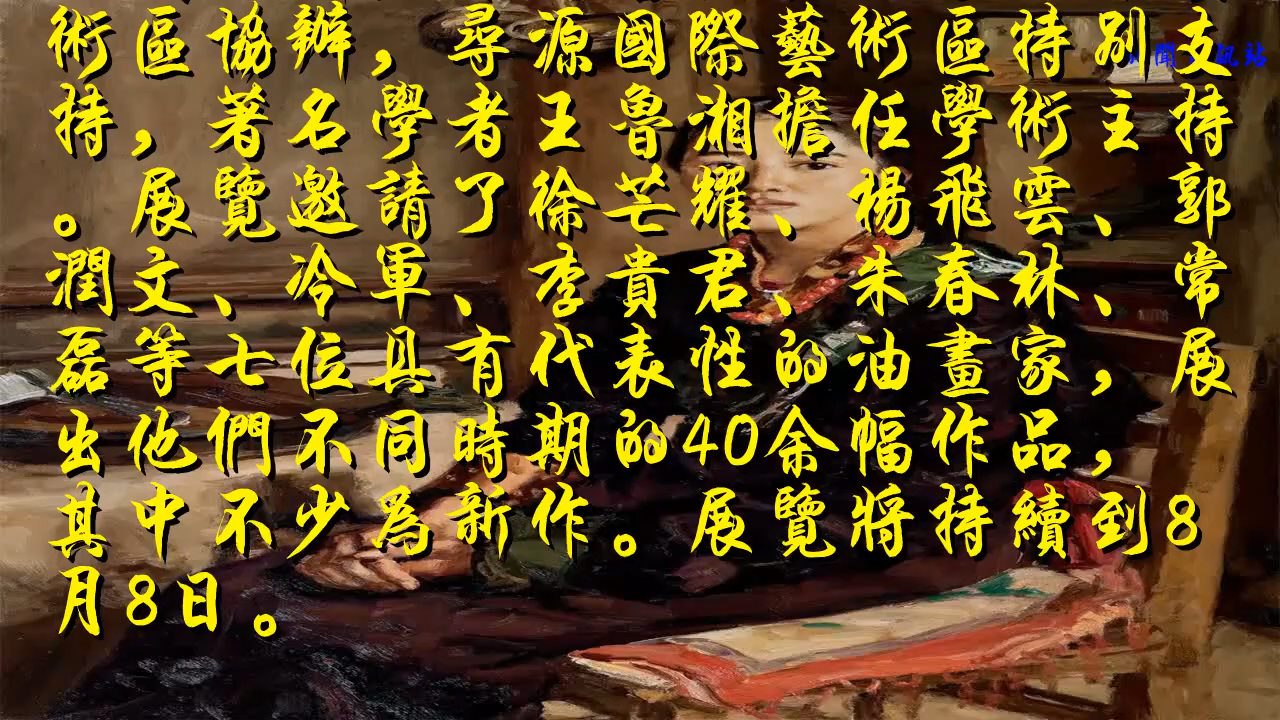 術區協辦，尋源國際藝術區特別支
持，著名學者王魯湘擔任學術主持
。展覽邀請了徐芒耀、楊飛雲、郭
潤文、冷軍、李貴君、朱春林、常
磊等七位具有代表性的油畫家，展
出他們不同時期的40余幅作品，
其中不少為新作。展覽將持續到8
月8日。